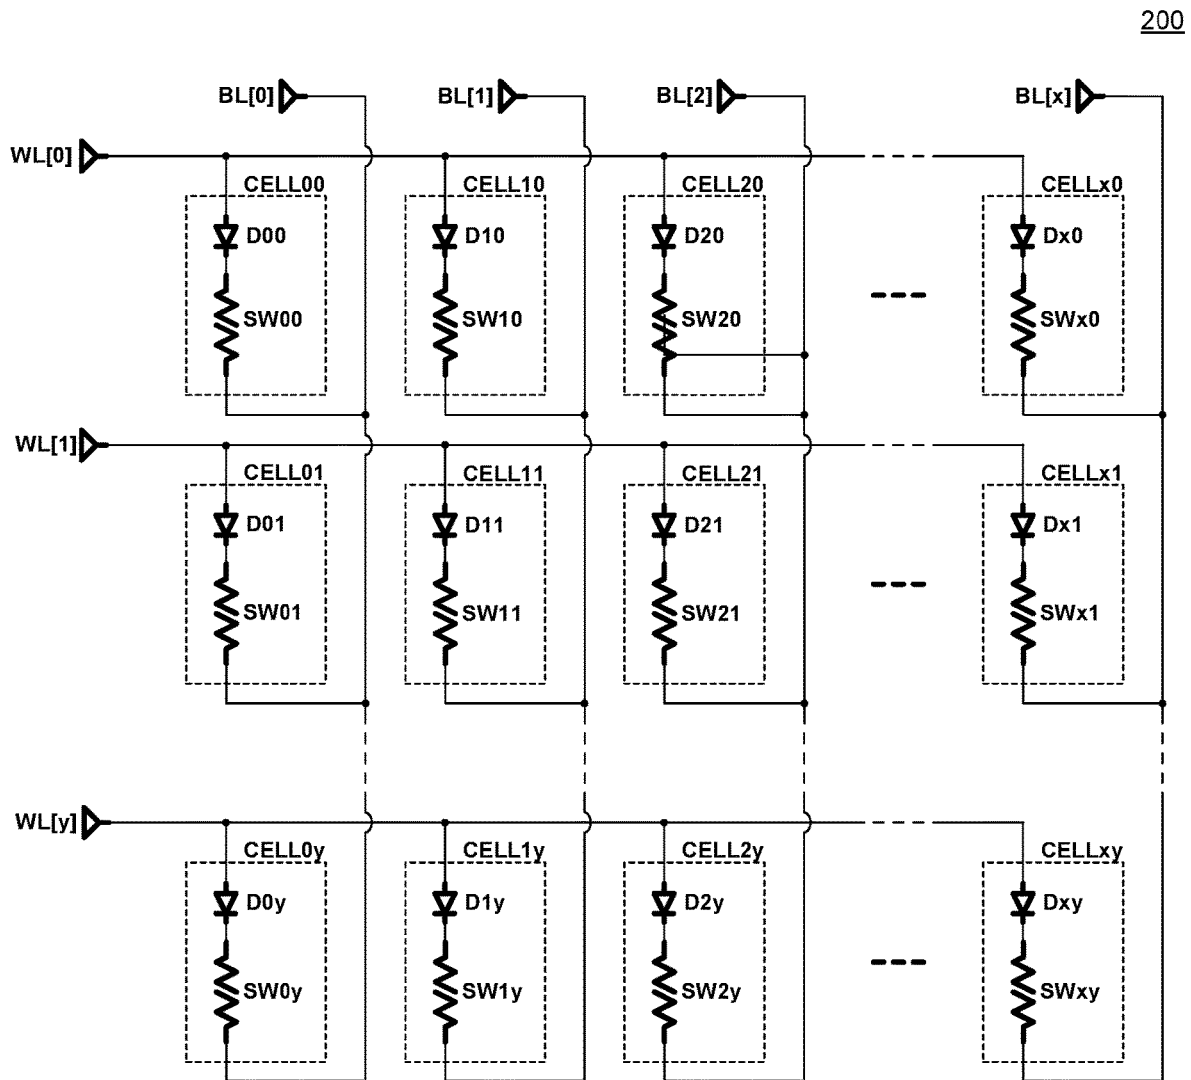 200
BL[0] BL[1] BL[2] BL[x]
WL[0]
CELL00 CELL10 CELL20 CELLx0
D00 D10 D20 Dx0
SW00 SW10 SW20 SWx0
WL[1]
CELL01 CELL11 CELL21 CELLx1
D01 D11 D21 Dx1
SW01 SW11 SW21 SWx1
WL[y]
CELL0y CELL1y CELL2y CELLxy
D0y D1y D2y Dxy
SW0y SW1y SW2y SWxy